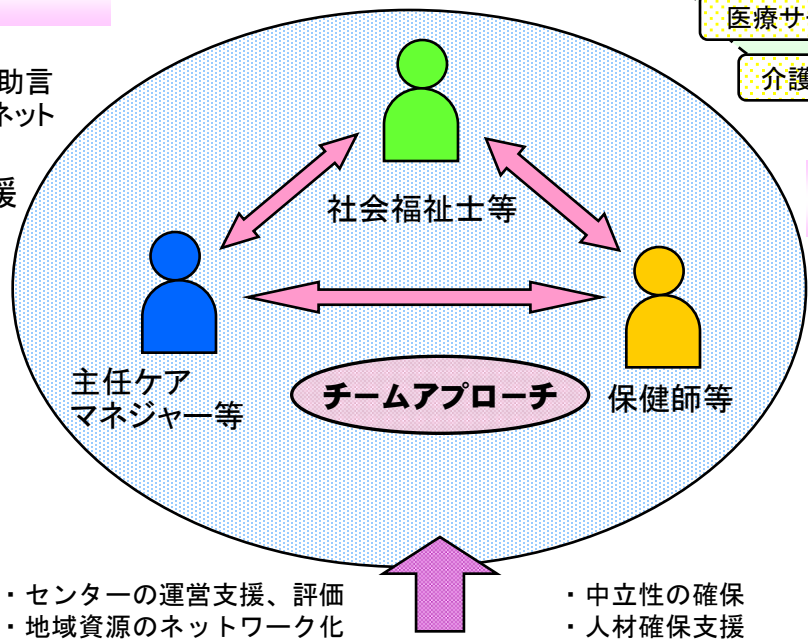 医療サ
介護
助言
ネット
援
社会福祉士等
主任ケア
マネジャー等
チームアプローチ
保健師等
・センターの運営支援、評価
・地域資源のネットワーク化
・中立性の確保
・人材確保支援